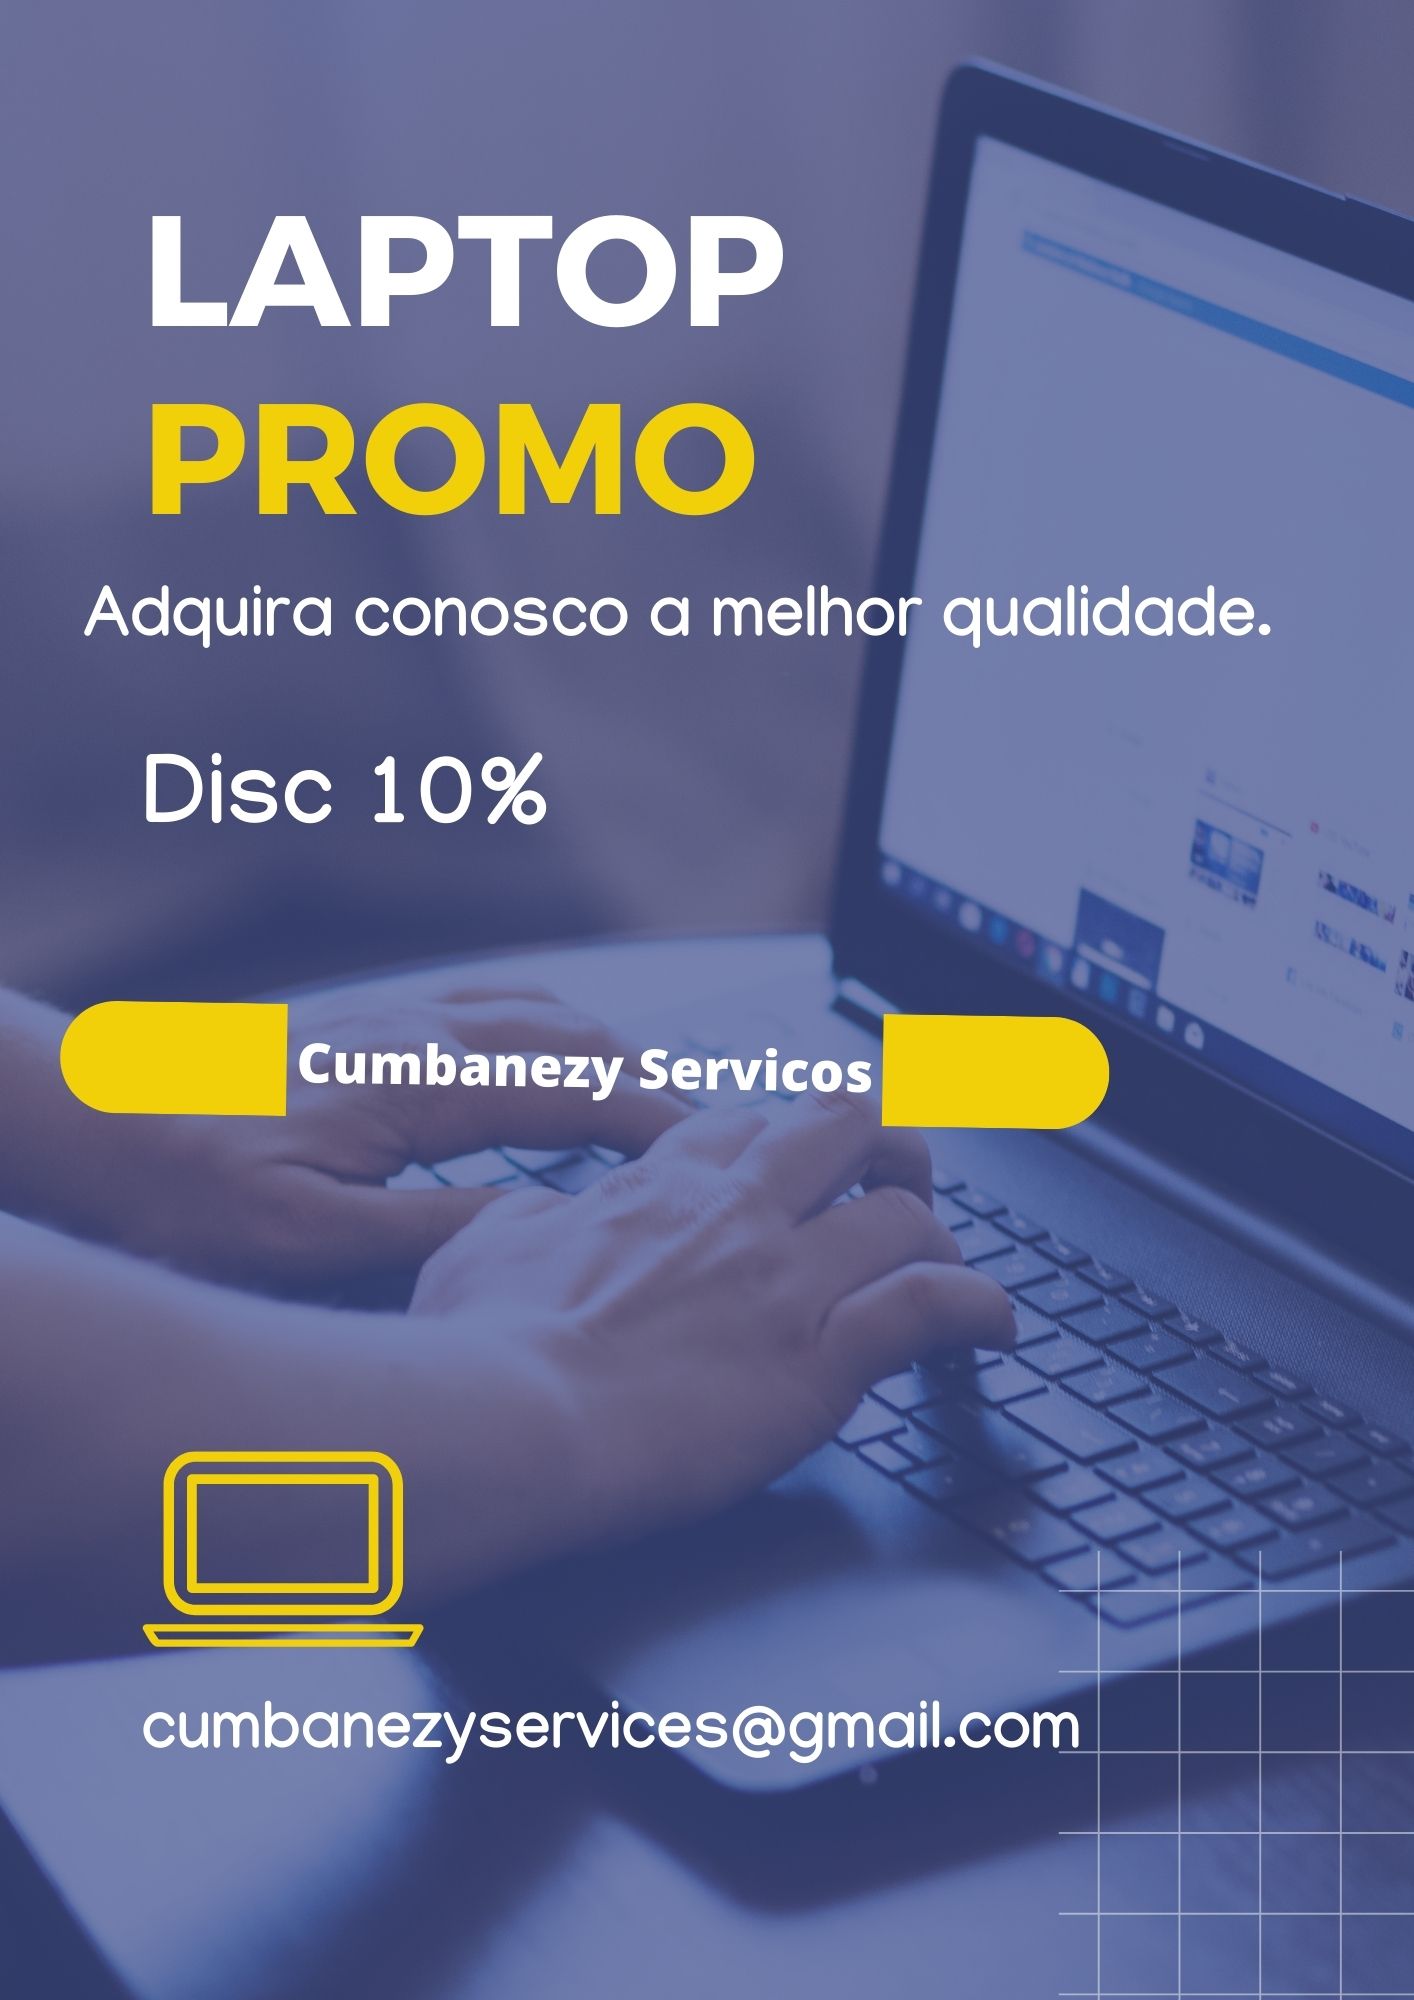 LAPTOP
PROMO
Adquira conosco a melhor qualidade.
Disc 10%
Cumbanezy Servicos
cumbanezyservices@gmail.com